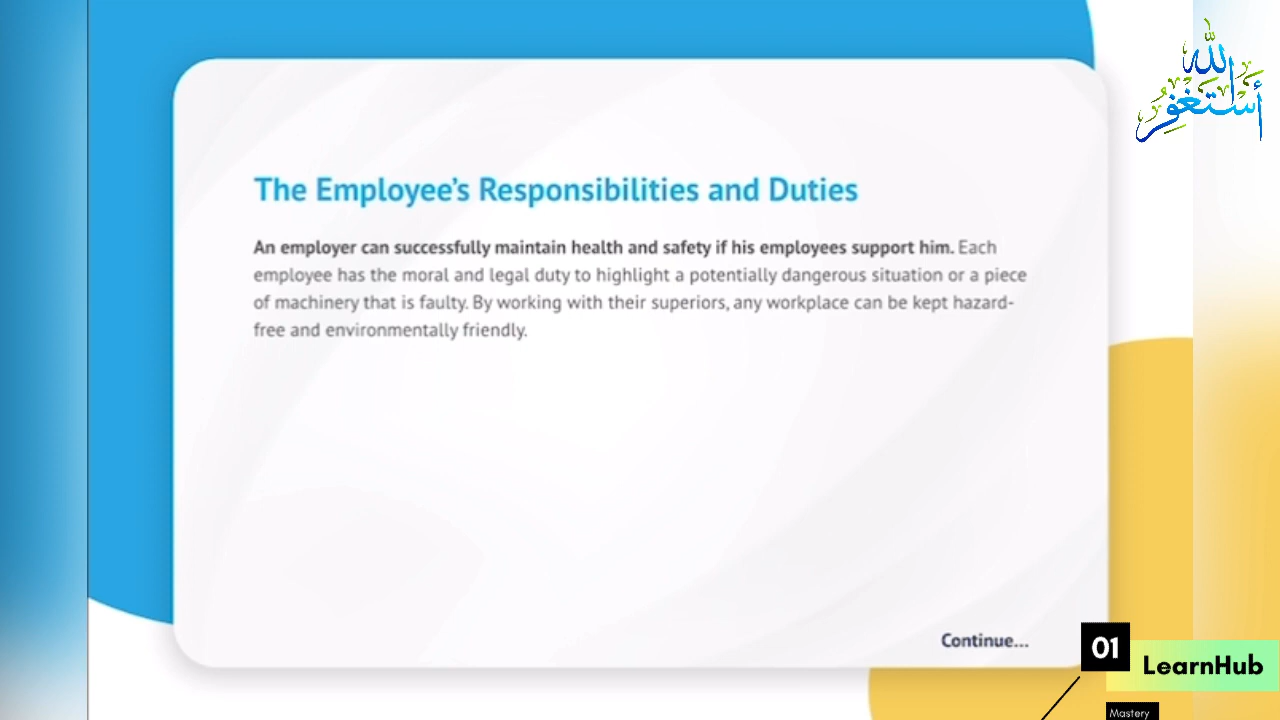 أستغفر الله
The Employee's Responsibilities and Duties
An employer can successfully maintain health and safety if his employees support him. Each
employee has the moral and legal duty to highlight a potentially dangerous situation or a piece
of machinery that is faulty. By working with their superiors, any workplace can be kept hazard-
free and environmentally friendly.
Continue...
01
LearnHub
Mastery